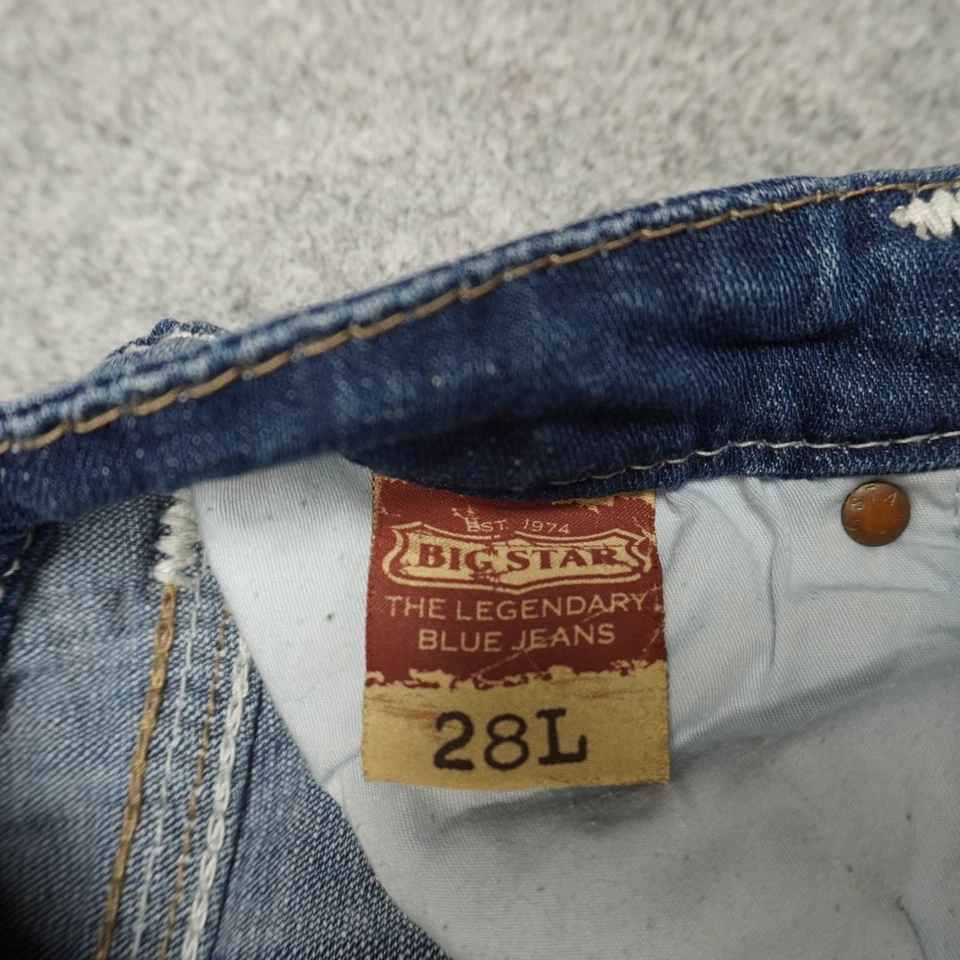 EST. 1974
BIG STAR
THE LEGENDARY
BLUE JEANS
28L